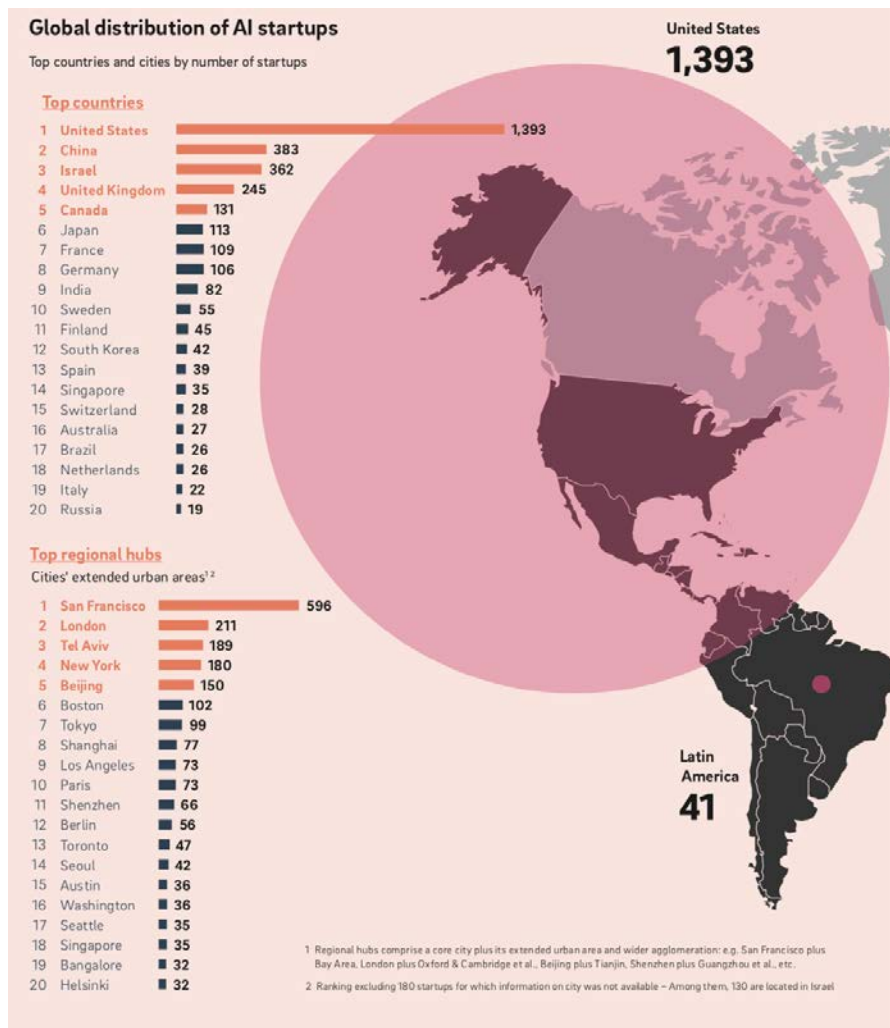 Global distribution of AI startups
Top countries and cities by number of startups
United States
1,393
Top countries
1 United States 1,393
2 China 383
3 Israel 362
4 United Kingdom 245
5 Canada 131
6 Japan 113
7 France 109
8 Germany 106
9 India 82
10 Sweden 55
11 Finland 45
12 South Korea 42
13 Spain 39
14 Singapore 35
15 Switzerland 28
16 Australia 27
17 Brazil 26
18 Netherlands 26
19 Italy 22
20 Russia 19
Top regional hubs
Cities' extended urban areas¹ ²
1 San Francisco 596
2 London 211
3 Tel Aviv 189
4 New York 180
5 Beijing 150
6 Boston 102
7 Tokyo 99
8 Shanghai 77
9 Los Angeles 73
10 Paris 73
11 Shenzhen 66
12 Berlin 56
13 Toronto 47
14 Seoul 42
15 Austin 36
16 Washington 36
17 Seattle 35
18 Singapore 35
19 Bangalore 32
20 Helsinki 32
Latin
America
41
1 Regional hubs comprise a core city plus its extended urban area and wider agglomeration: e.g. San Francisco plus
Bay Area, London plus Oxford & Cambridge et al., Beijing plus Tianjin, Shenzhen plus Guangzhou et al., etc.
2 Ranking excluding 180 startups for which information on city was not available – Among them, 130 are located in Israel